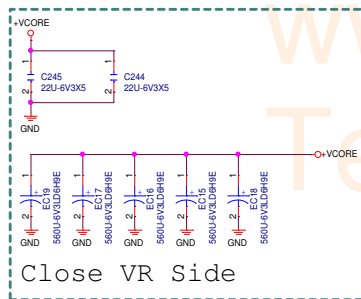 +VCORE
1
1
C245
C244
22U-6V3X5
22U-6V3X5
2
2
GND
+VCORE
1
1
1
1
1
EC19
560U-6V3LD6H9E
EC17
560U-6V3LD6H9E
EC16
560U-6V3LD6H9E
EC15
560U-6V3LD6H9E
EC18
560U-6V3LD6H9E
2
2
2
2
2
GND
GND
GND
GND
GND
Close VR Side